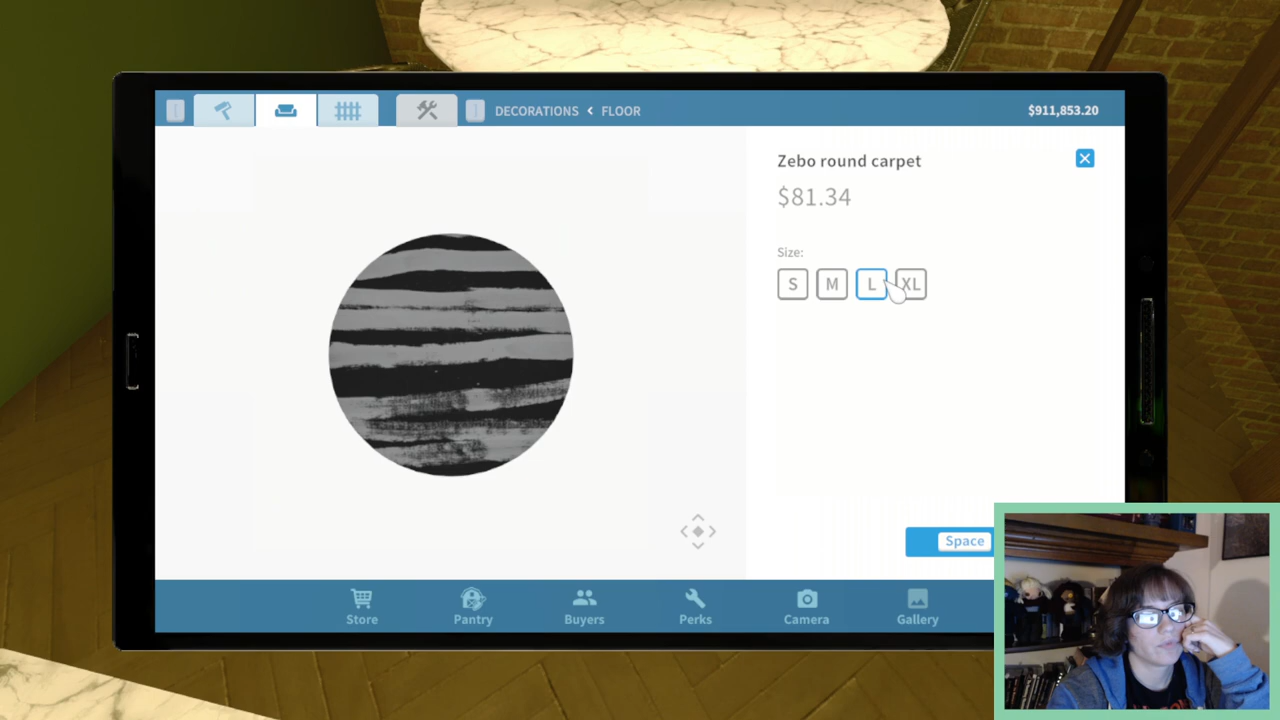 DECORATIONS < FLOOR
$911,853.20
Zebo round carpet
$81.34
Size:
S M L XL
Space
Store Pantry Buyers Perks Camera Gallery